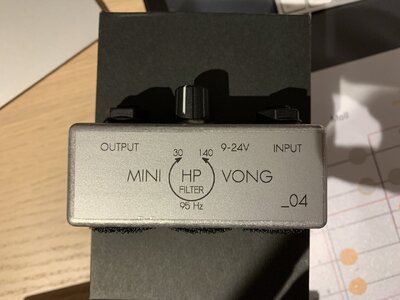 OUTPUT 9-24V INPUT
30 140
MINI HP VONG
FILTER
95 Hz
_04